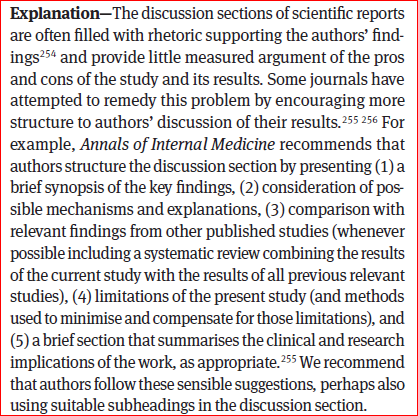 Explanation—The discussion sections of scientific reports
are often filled with rhetoric supporting the authors’ find-
ings254 and provide little measured argument of the pros
and cons of the study and its results. Some journals have
attempted to remedy this problem by encouraging more
structure to authors’ discussion of their results.255 256 For
example, Annals of Internal Medicine recommends that
authors structure the discussion section by presenting (1) a
brief synopsis of the key findings, (2) consideration of pos-
sible mechanisms and explanations, (3) comparison with
relevant findings from other published studies (whenever
possible including a systematic review combining the results
of the current study with the results of all previous relevant
studies), (4) limitations of the present study (and methods
used to minimise and compensate for those limitations), and
(5) a brief section that summarises the clinical and research
implications of the work, as appropriate.255 We recommend
that authors follow these sensible suggestions, perhaps also
using suitable subheadings in the discussion section.